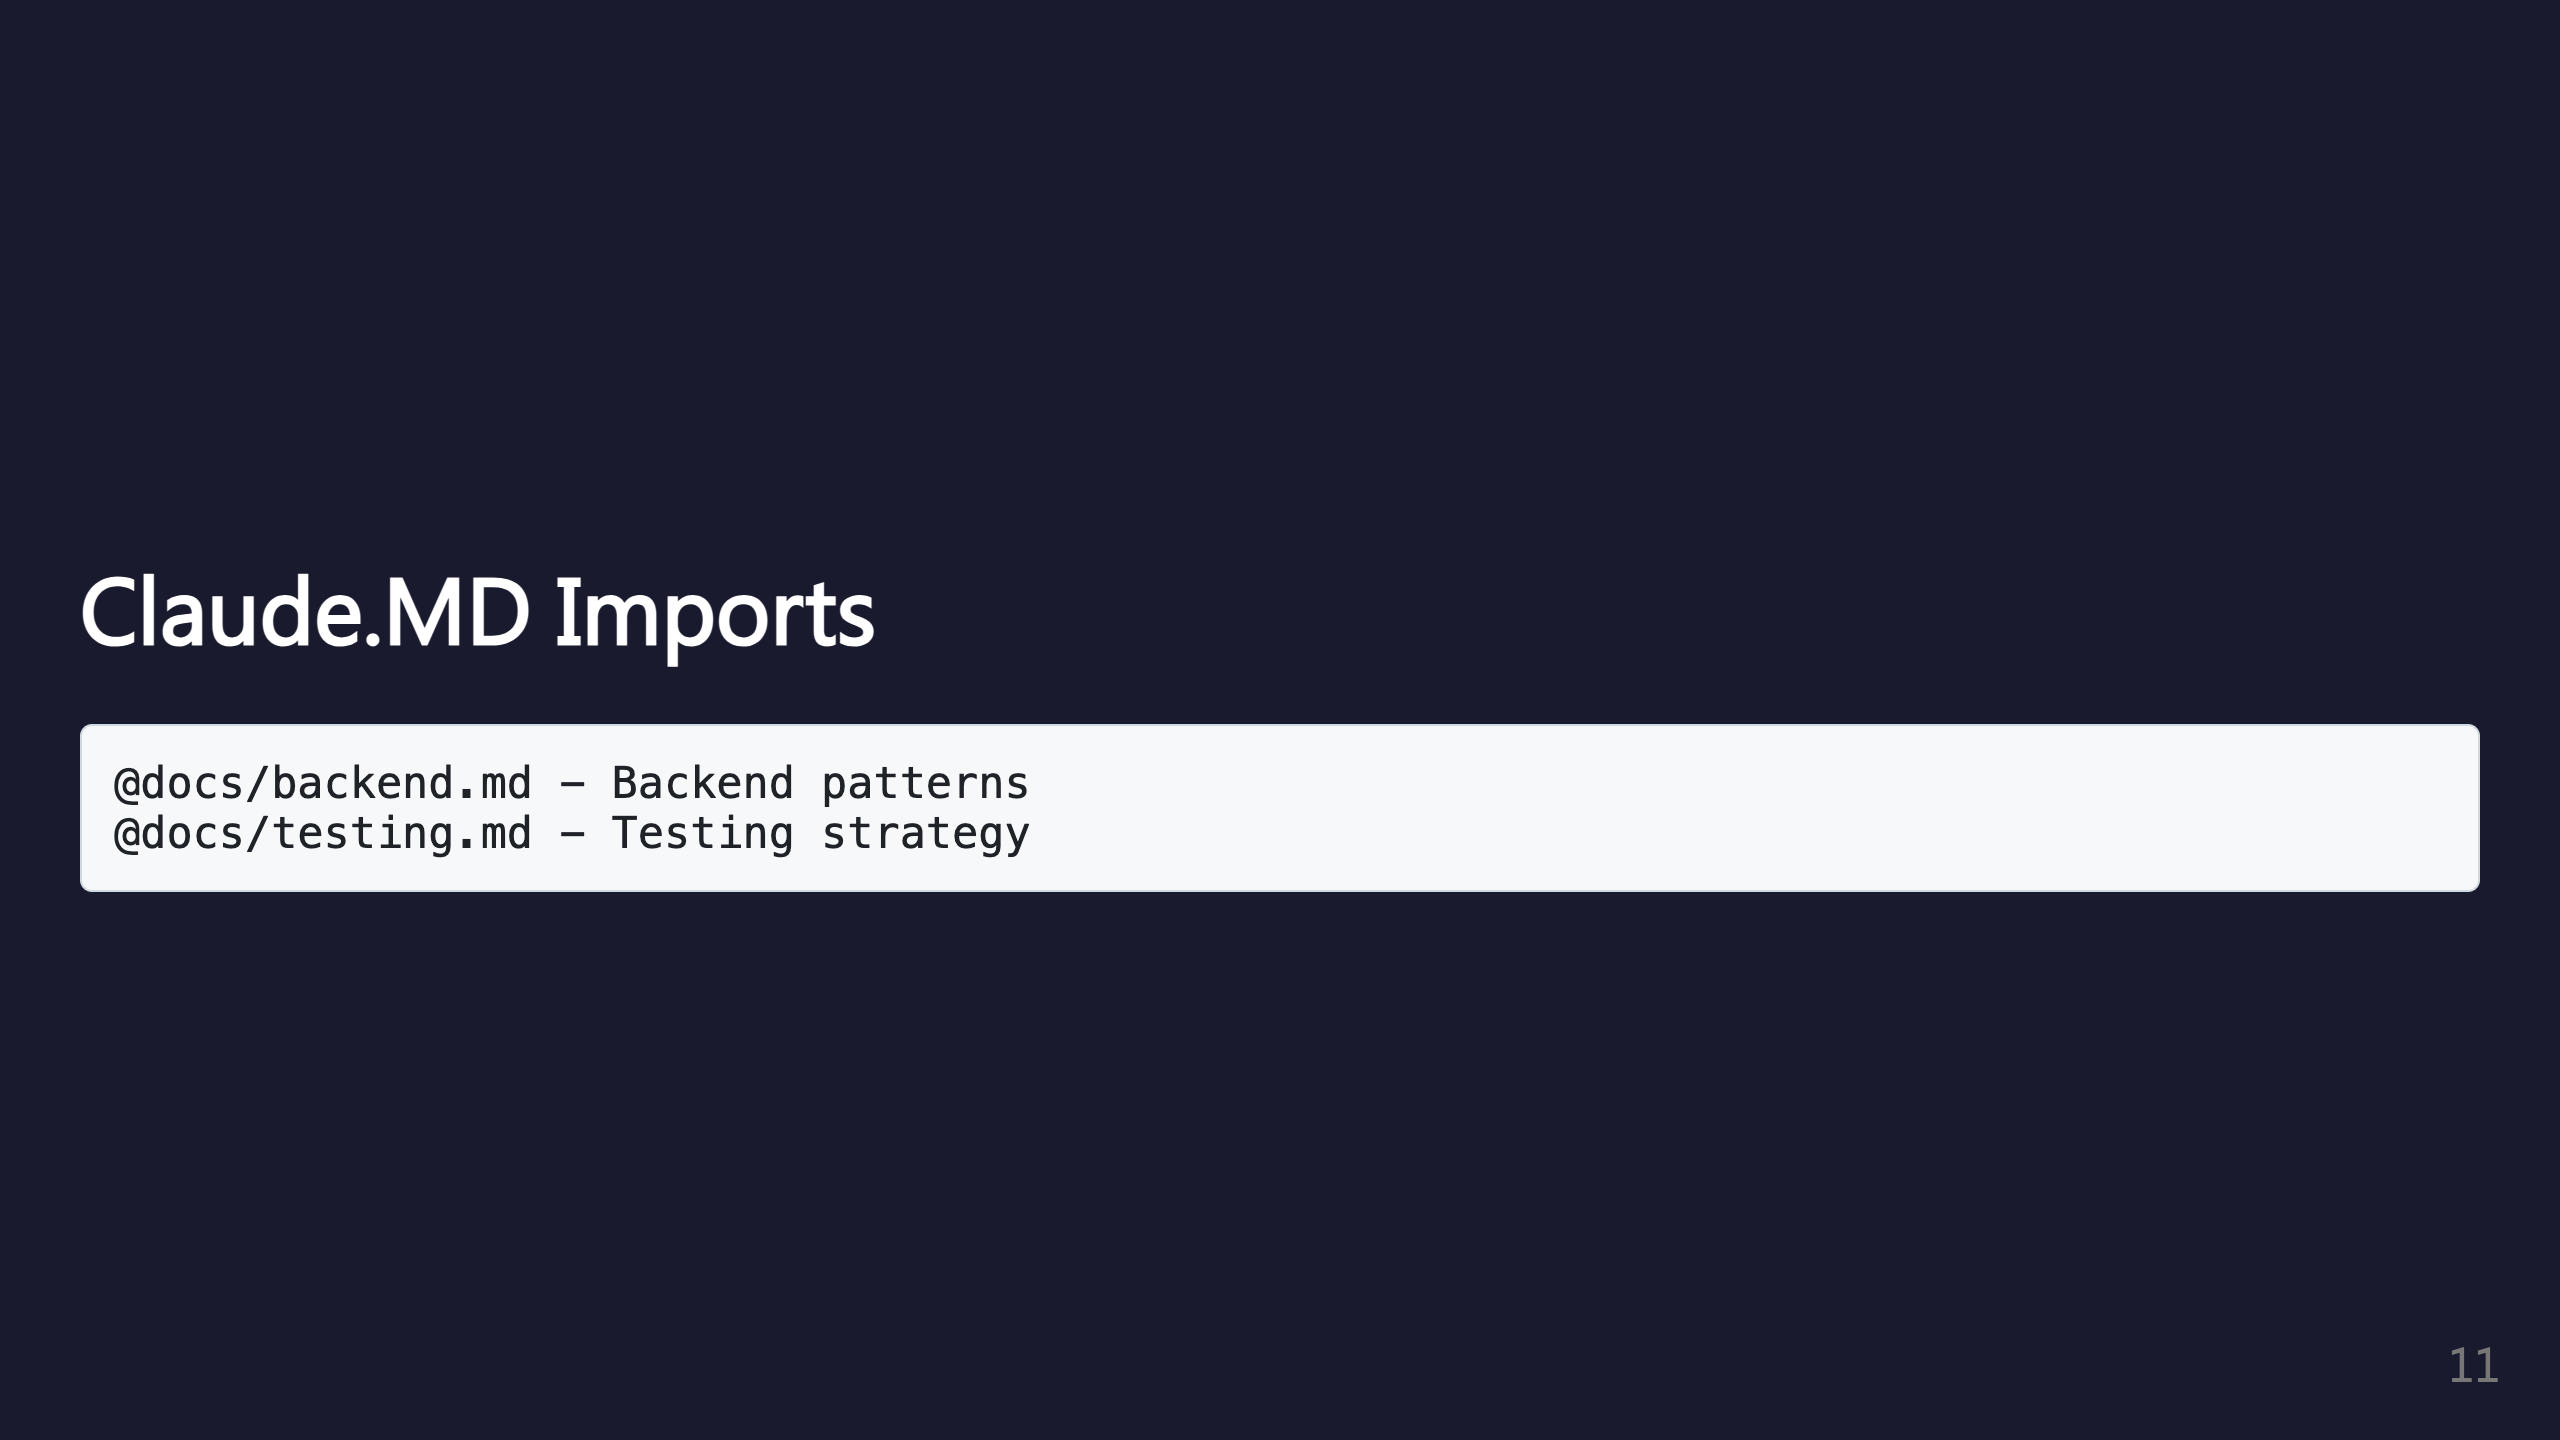 Claude.MD Imports
@docs/backend.md - Backend patterns
@docs/testing.md - Testing strategy
11